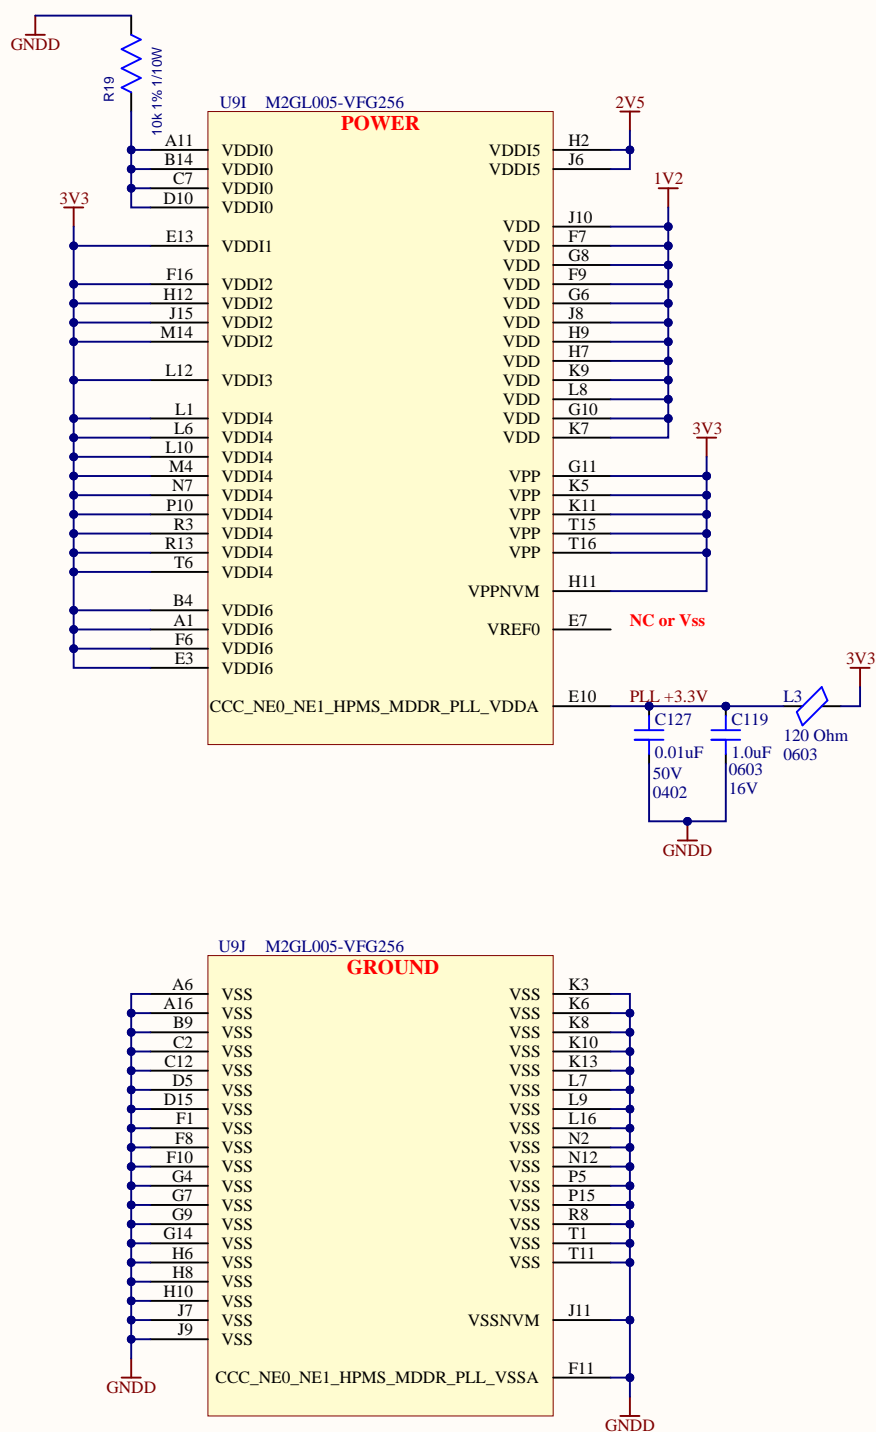 GNDD
R19
10k 1% 1/10W
U9I M2GL005-VFG256
POWER
2V5
1V2
3V3
3V3
3V3
A11 VDDI0
B14 VDDI0
C7 VDDI0
D10 VDDI0
E13 VDDI1
F16 VDDI2
H12 VDDI2
J15 VDDI2
M14 VDDI2
L12 VDDI3
L1 VDDI4
L6 VDDI4
L10 VDDI4
M4 VDDI4
N7 VDDI4
P10 VDDI4
R3 VDDI4
R13 VDDI4
T6 VDDI4
B4 VDDI6
A1 VDDI6
F6 VDDI6
E3 VDDI6
VDDI5 H2
VDDI5 J6
VDD J10
VDD F7
VDD G8
VDD F9
VDD G6
VDD J8
VDD H9
VDD H7
VDD K9
VDD L8
VDD G10
VDD K7
VPP G11
VPP K5
VPP K11
VPP T15
VPP T16
VPPNVM H11
VREF0 E7 NC or Vss
CCC_NE0_NE1_HPMS_MDDR_PLL_VDDA E10 PLL +3.3V
C127
0.01uF
50V
0402
C119
1.0uF
0603
16V
L3
120 Ohm
0603
GNDD
U9J M2GL005-VFG256
GROUND
A6 VSS
A16 VSS
B9 VSS
C2 VSS
C12 VSS
D5 VSS
D15 VSS
F1 VSS
F8 VSS
F10 VSS
G4 VSS
G7 VSS
G9 VSS
G14 VSS
H6 VSS
H8 VSS
H10 VSS
J7 VSS
J9 VSS
GNDD
VSS K3
VSS K6
VSS K8
VSS K10
VSS K13
VSS L7
VSS L9
VSS L16
VSS N2
VSS N12
VSS P5
VSS P15
VSS R8
VSS T1
VSS T11
VSSNVM J11
CCC_NE0_NE1_HPMS_MDDR_PLL_VSSA F11
GNDD